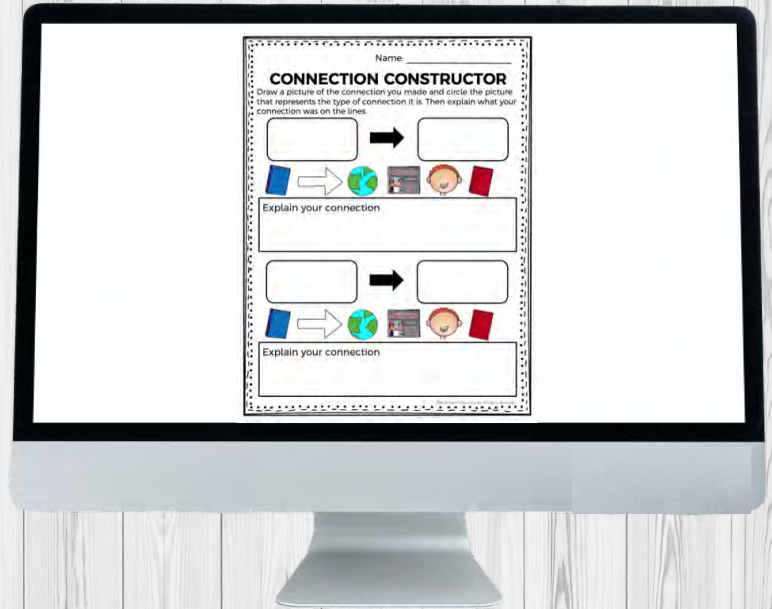 Name:
CONNECTION CONSTRUCTOR
Draw a picture of the connection you made and circle the picture
that represents the type of connection it is. Then explain what your
connection was on the lines.
Explain your connection
Explain your connection